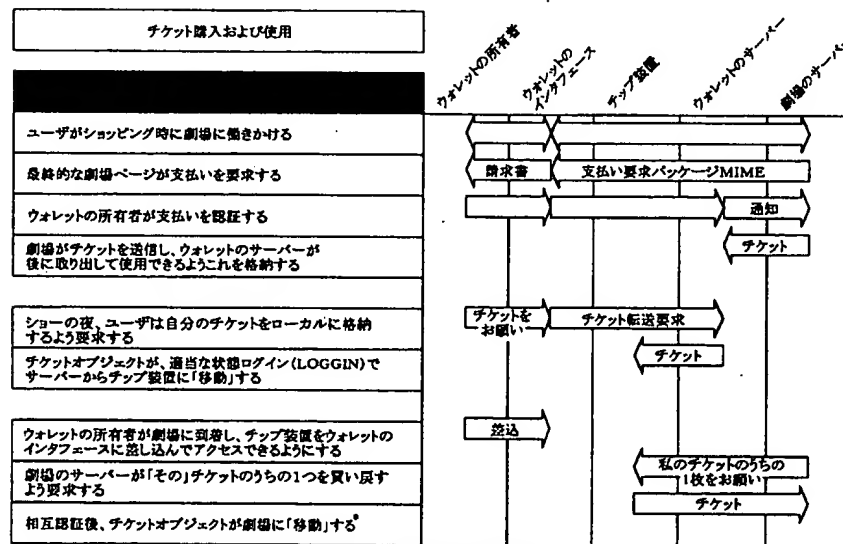 チケット購入および使用
ウォレットの所有者
ウォレットの
インタフェース
チップ装置
ウォレットのサーバー
劇場のサーバー
ユーザがショッピング時に劇場に働きかける
最終的な劇場ページが支払いを要求する
請求書
支払い要求パッケージMIME
ウォレットの所有者が支払いを認証する
通知
劇場がチケットを送信し、ウォレットのサーバーが
後に取り出して使用できるようこれを格納する
チケット
ショーの夜、ユーザは自分のチケットをローカルに格納
するよう要求する
チケットを
お願い
チケット転送要求
チケットオブジェクトが、適当な状態ログイン(LOGGIN)で
サーバーからチップ装置に「移動」する
チケット
ウォレットの所有者が劇場に到着し、チップ装置をウォレットの
インタフェースに差し込んでアクセスできるようにする
差込
劇場のサーバーが「その」チケットのうちの1つを買い戻す
よう要求する
私のチケットのうちの
1枚をお願い
相互認証後、チケットオブジェクトが劇場に「移動」する*
チケット